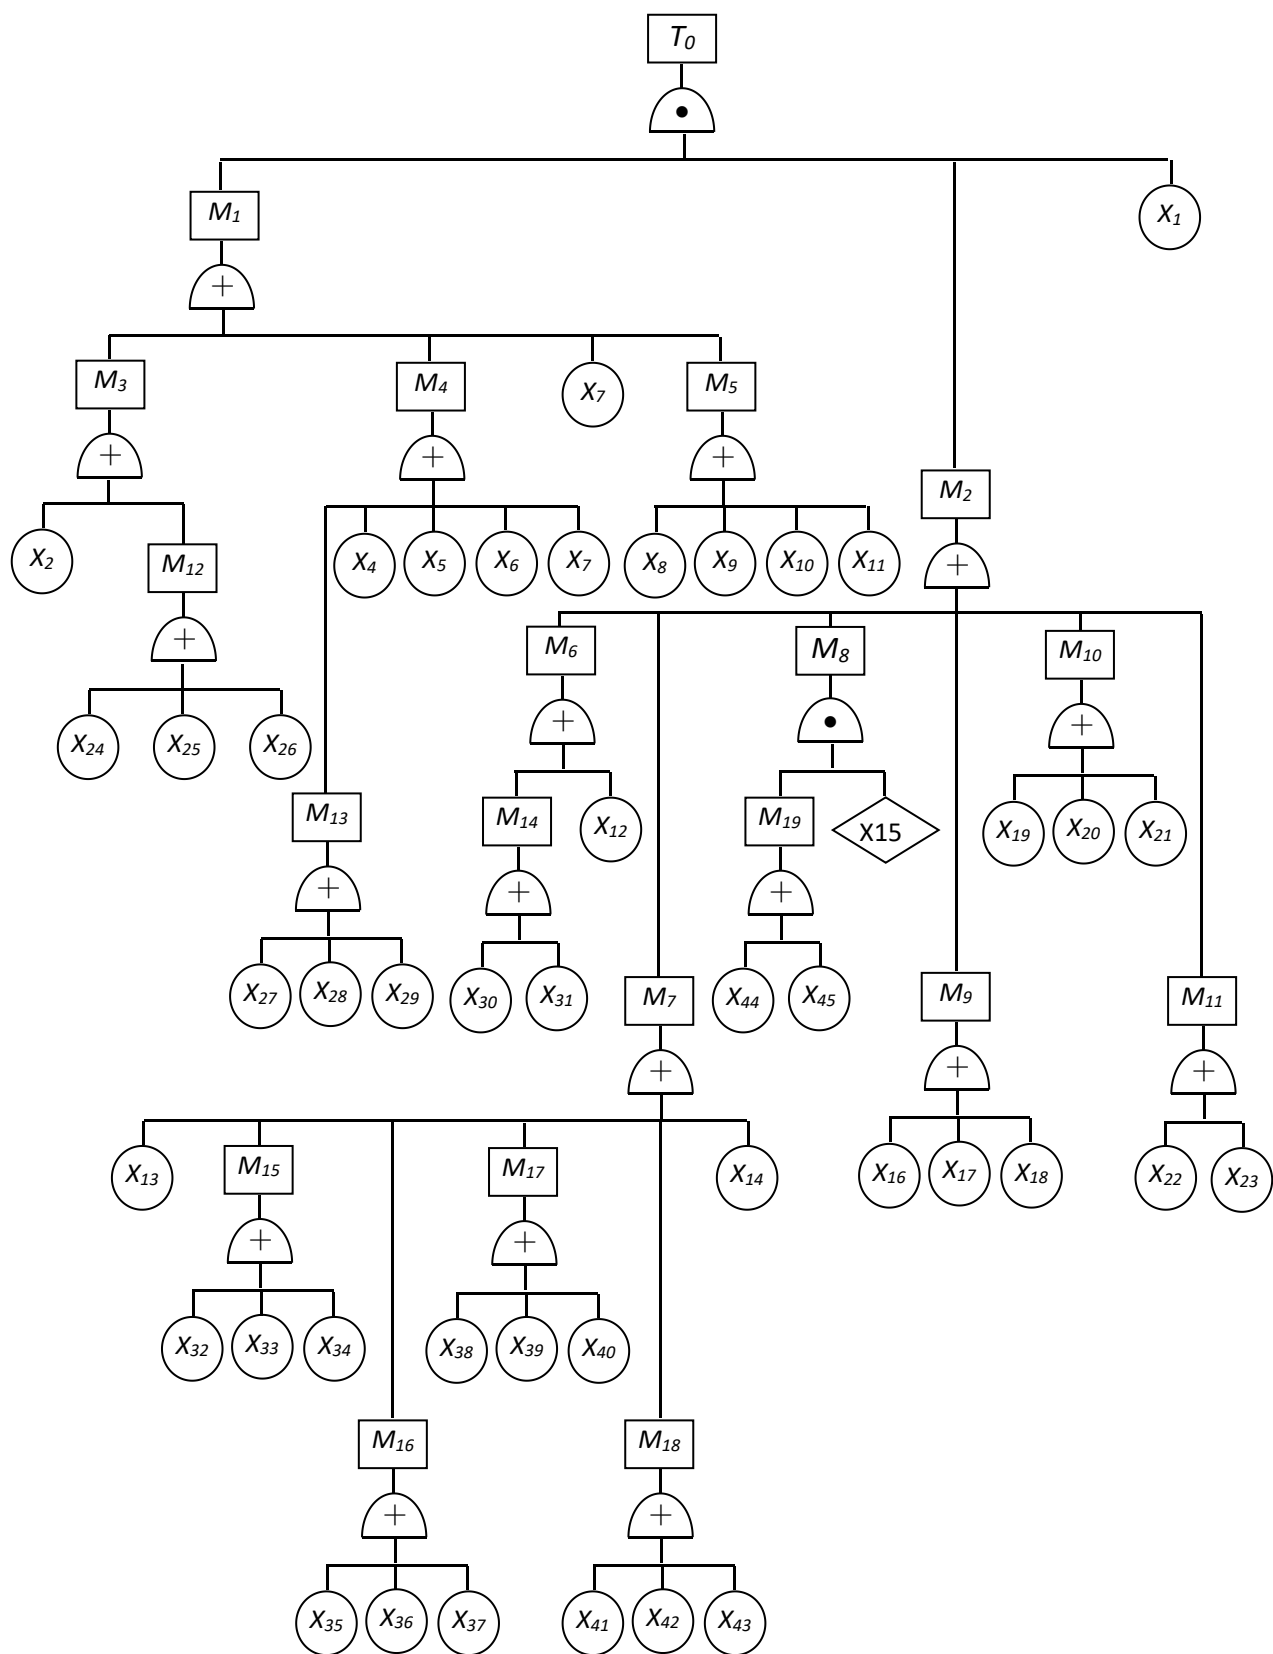 T0
•
M1
X1
+
M3
M4
X7
M5
+
+
+
M2
X2
M12
X4
X5
X6
X7
X8
X9
X10
X11
+
+
M6
M8
M10
X24
X25
X26
+
•
+
M13
M14
X12
M19
X15
X19
X20
X21
+
+
+
X27
X28
X29
X30
X31
M7
X44
X45
M9
M11
+
+
+
X13
M15
M17
X14
X16
X17
X18
X22
X23
+
+
X32
X33
X34
X38
X39
X40
M16
M18
+
+
X35
X36
X37
X41
X42
X43